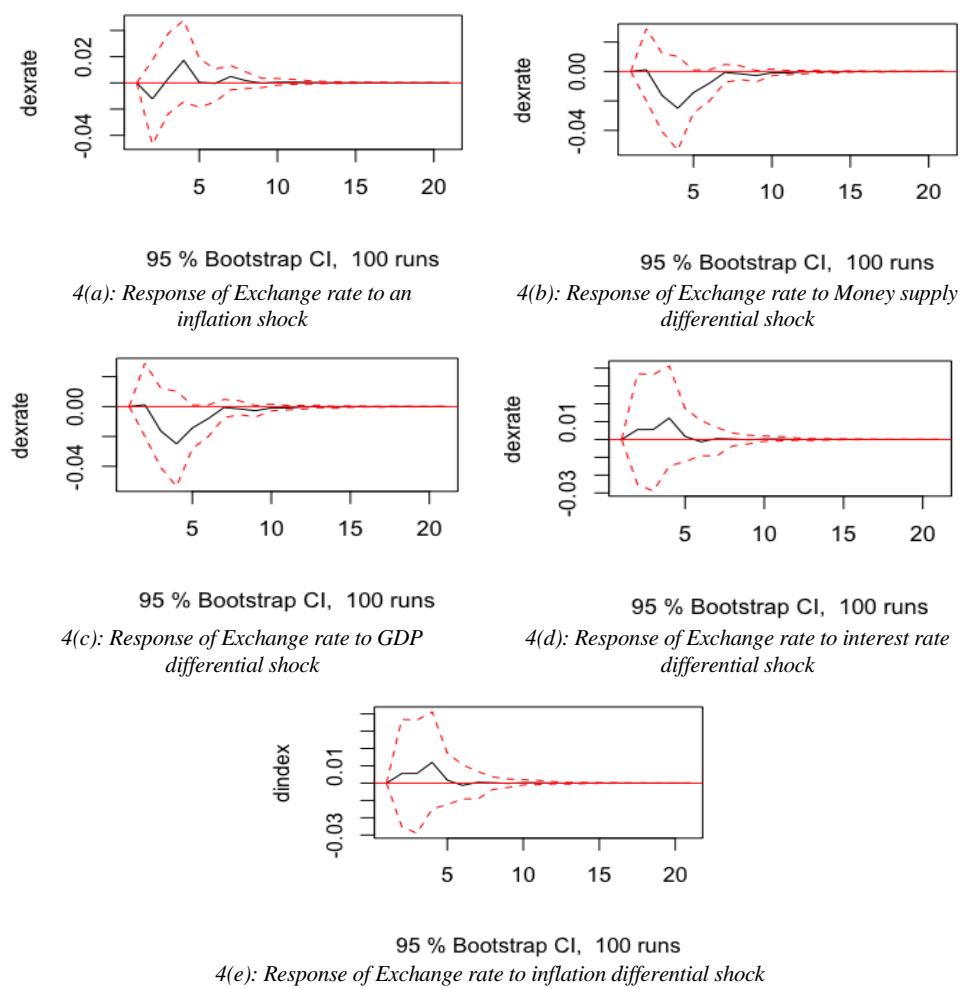 dexrate
0.02
-0.04
5 10 15 20
95 % Bootstrap CI, 100 runs
4(a): Response of Exchange rate to an
inflation shock
dexrate
0.00
-0.04
5 10 15 20
95 % Bootstrap CI, 100 runs
4(b): Response of Exchange rate to Money supply
differential shock
dexrate
0.00
-0.04
5 10 15 20
95 % Bootstrap CI, 100 runs
4(c): Response of Exchange rate to GDP
differential shock
dexrate
0.01
-0.03
5 10 15 20
95 % Bootstrap CI, 100 runs
4(d): Response of Exchange rate to interest rate
differential shock
dindex
0.01
-0.03
5 10 15 20
95 % Bootstrap CI, 100 runs
4(e): Response of Exchange rate to inflation differential shock